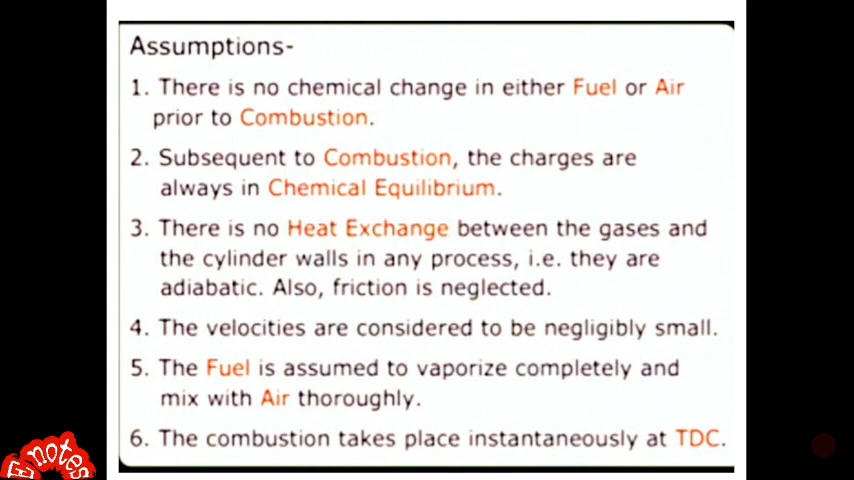 Assumptions-
1. There is no chemical change in either Fuel or Air
prior to Combustion.
2. Subsequent to Combustion, the charges are
always in Chemical Equilibrium.
3. There is no Heat Exchange between the gases and
the cylinder walls in any process, i.e. they are
adiabatic. Also, friction is neglected.
4. The velocities are considered to be negligibly small.
5. The Fuel is assumed to vaporize completely and
mix with Air thoroughly.
6. The combustion takes place instantaneously at TDC.
E notes